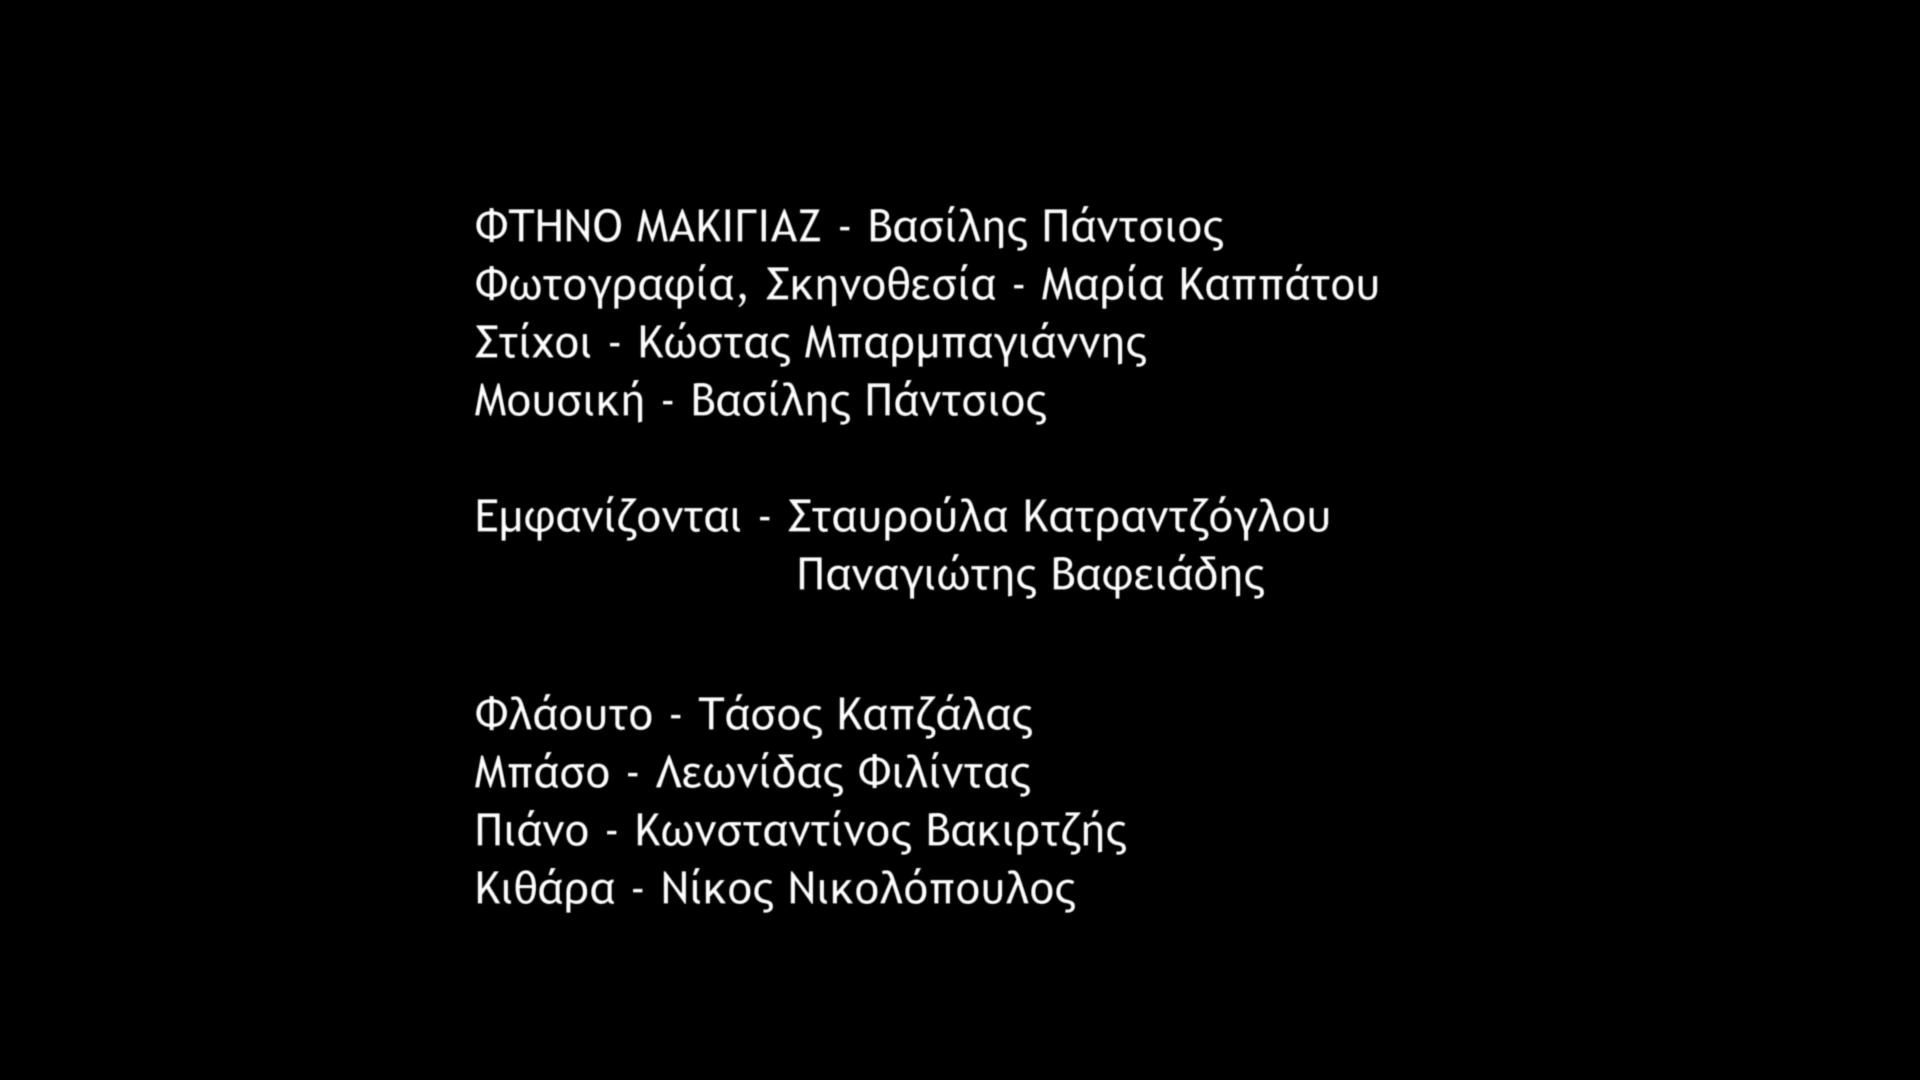 ΦΤΗΝΟ ΜΑΚΙΓΙΑΖ - Βασίλης Πάντσιος
Φωτογραφία, Σκηνοθεσία - Μαρία Καππάτου
Στίχοι - Κώστας Μπαρμπαγιάννης
Μουσική - Βασίλης Πάντσιος
Εμφανίζονται - Σταυρούλα Κατραντζόγλου
Παναγιώτης Βαφειάδης
Φλάουτο - Τάσος Καπζάλας
Μπάσο - Λεωνίδας Φιλίντας
Πιάνο - Κωνσταντίνος Βακιρτζής
Κιθάρα - Νίκος Νικολόπουλος